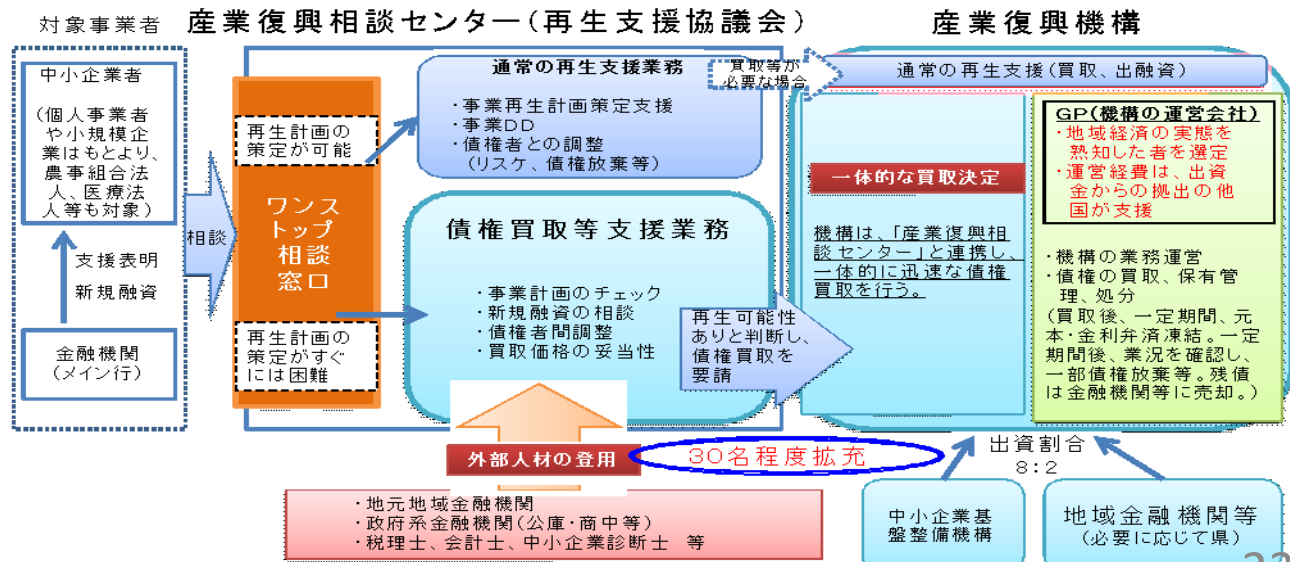 対象事業者
産業復興相談センター(再生支援協議会)
産業復興機構
中小企業者
(個人事業者
や小規模企
業はもとより、
農事組合法
人、医療法
人等も対象)
支援表明
新規融資
金融機関
(メイン行)
相談
再生計画の
策定が可能
ワンス
トップ
相談
窓口
再生計画の
策定がすぐ
には困難
通常の再生支援業務
・事業再生計画策定支援
・事業DD
・債権者との調整
(リスケ、債権放棄等)
買取等が
必要な場合
債権買取等支援業務
・事業計画のチェック
・新規融資の相談
・債権者間調整
・買取価格の妥当性
再生可能性
ありと判断し、
債権買取を
要請
外部人材の登用
30名程度拡充
・地元地域金融機関
・政府系金融機関(公庫・商中等)
・税理士、会計士、中小企業診断士 等
通常の再生支援(買取、出融資)
一体的な買取決定
機構は、「産業復興相
談センター」と連携し、
一体的に迅速な債権
買取を行う。
GP(機構の運営会社)
・地域経済の実態を
熟知した者を選定
・運営経費は、出資
金からの拠出の他
国が支援
・機構の業務運営
・債権の買取、保有管
理、処分
(買取後、一定期間、元
本・金利弁済凍結。一定
期間後、業況を確認し、
一部債権放棄等。残債
は金融機関等に売却。)
出資割合
8:2
中小企業基
盤整備機構
地域金融機関等
(必要に応じて県)